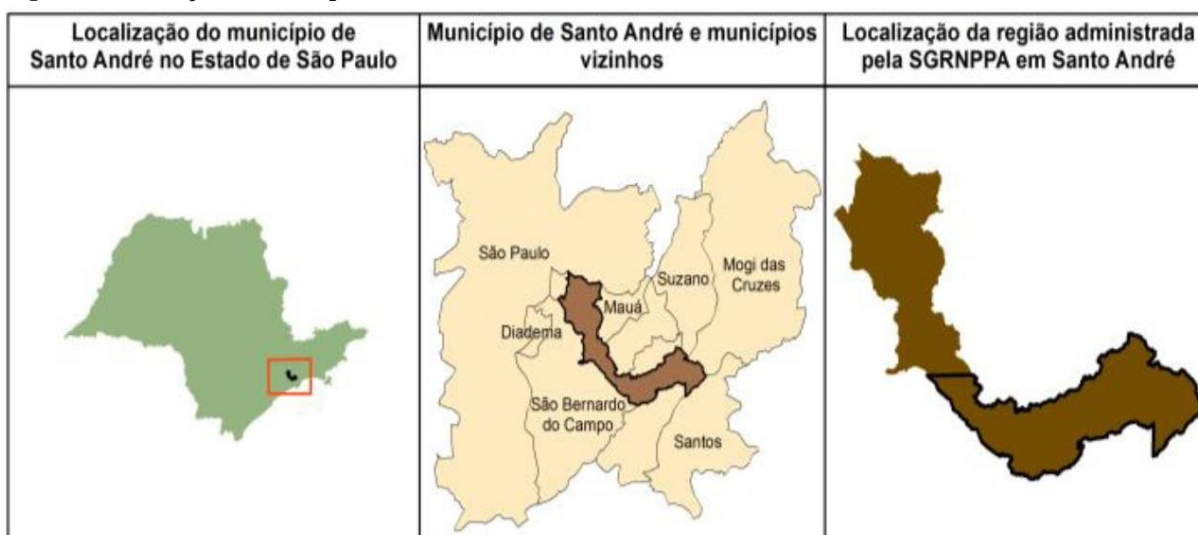 Localização do município de
Santo André no Estado de São Paulo
Município de Santo André e municípios
vizinhos
Localização da região administrada
pela SGRNPPA em Santo André
São Paulo
Suzano
Mogi das
Cruzes
Mauá
Diadema
São Bernardo
do Campo
Santos